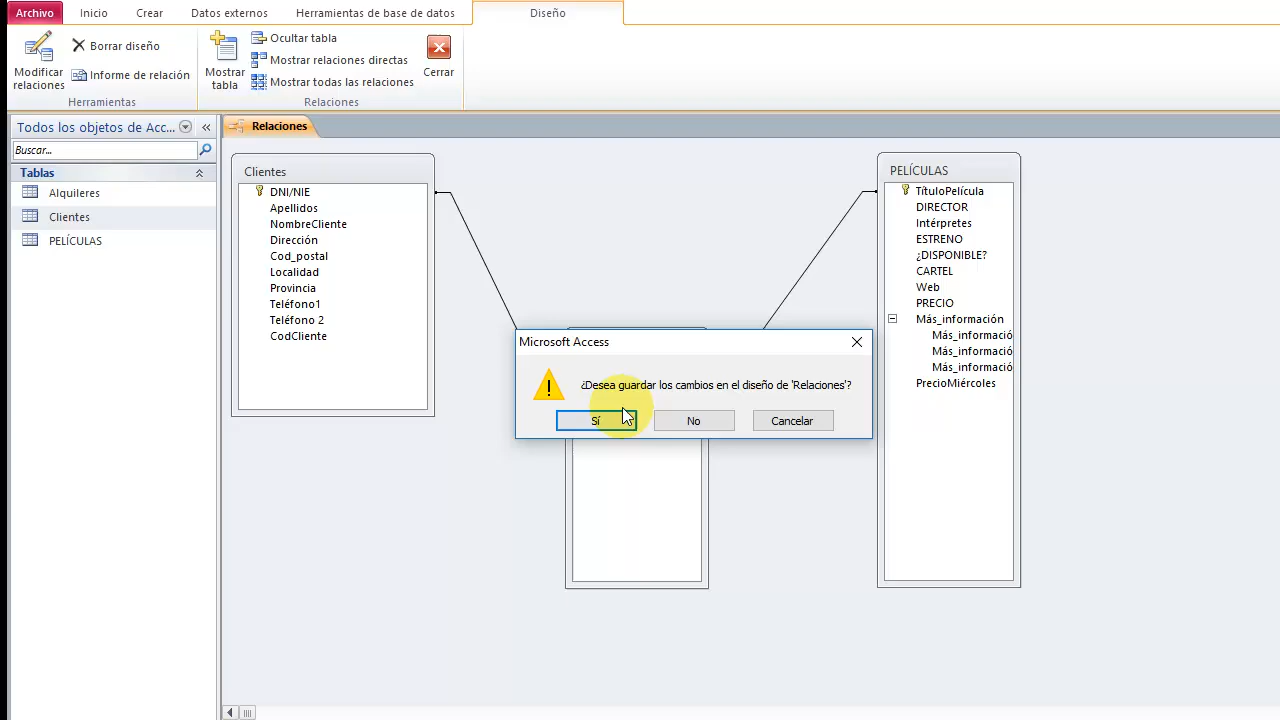 Archivo
Inicio
Crear
Datos externos
Herramientas de base de datos
Diseño
Modificar
relaciones
Borrar diseño
Informe de relación
Herramientas
Mostrar
tabla
Ocultar tabla
Mostrar relaciones directas
Mostrar todas las relaciones
Relaciones
Cerrar
Todos los objetos de Acc...
Buscar...
Tablas
Alquileres
Clientes
PELÍCULAS
Relaciones
Clientes
DNI/NIE
Apellidos
NombreCliente
Dirección
Cod_postal
Localidad
Provincia
Teléfono1
Teléfono 2
CodCliente
Microsoft Access
¿Desea guardar los cambios en el diseño de 'Relaciones'?
Sí
No
Cancelar
PELÍCULAS
TítuloPelícula
DIRECTOR
Intérpretes
ESTRENO
¿DISPONIBLE?
CARTEL
Web
PRECIO
Más_información
Más_informació
Más_informació
Más_informació
PrecioMiércoles